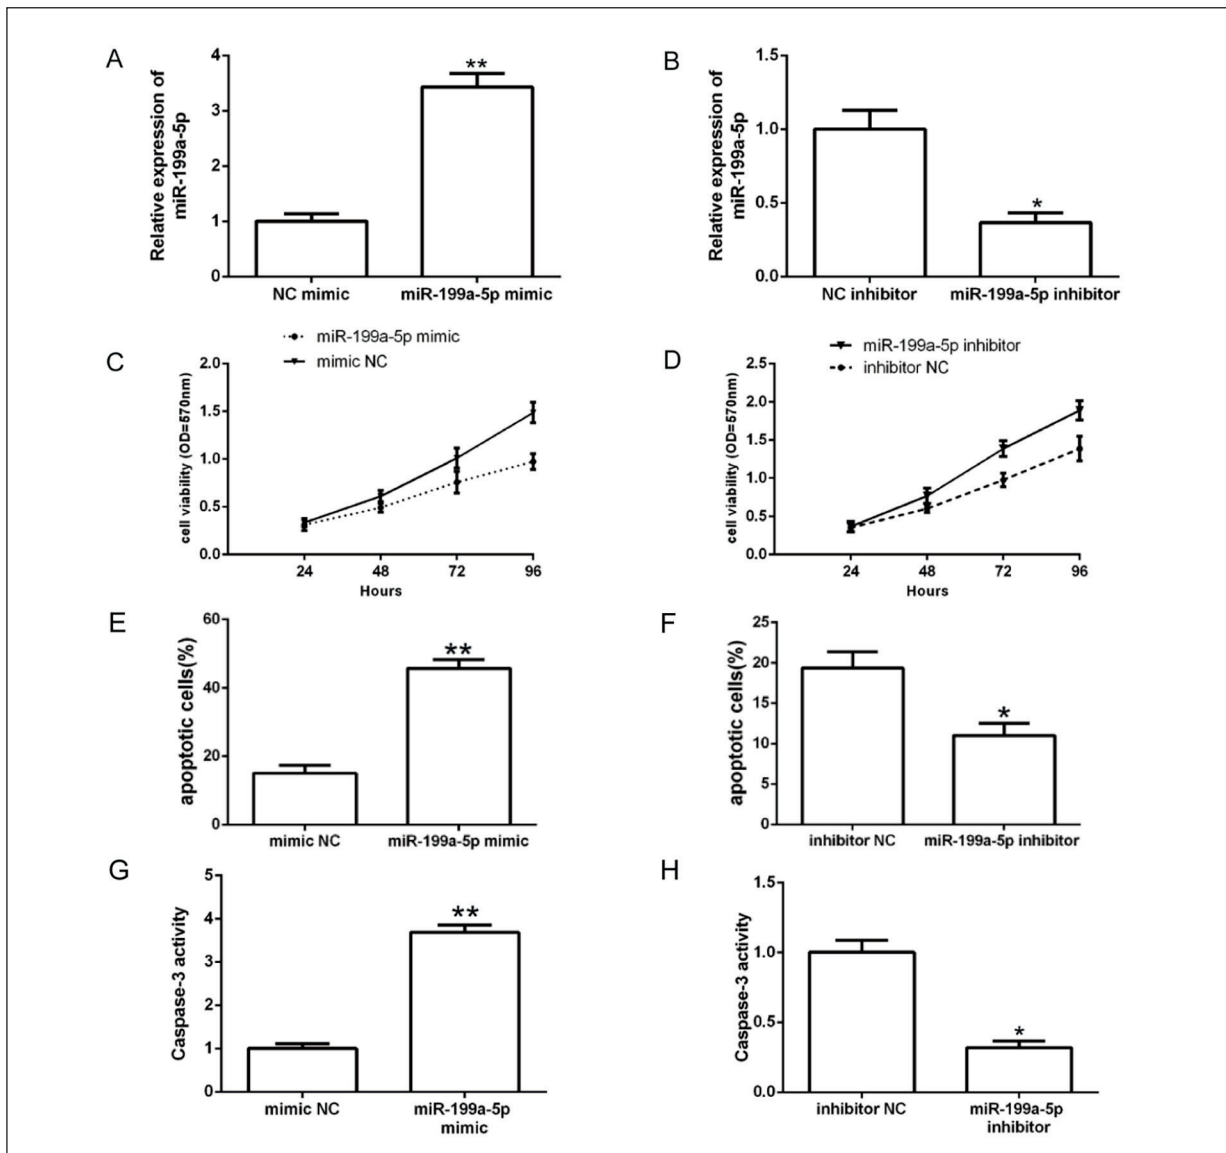 A
Relative expression of
miR-199a-5p
4
3
2
1
0
**
NC mimic
miR-199a-5p mimic
B
Relative expression of
miR-199a-5p
1.5
1.0
0.5
0.0
*
NC inhibitor
miR-199a-5p inhibitor
C
miR-199a-5p mimic
mimic NC
cell viability (OD=570nm)
2.0
1.5
1.0
0.5
0.0
24
48
72
96
Hours
D
miR-199a-5p inhibitor
inhibitor NC
cell viability (OD=570nm)
2.5
2.0
1.5
1.0
0.5
0.0
24
48
72
96
Hours
E
apoptotic cells(%)
60
40
20
0
**
mimic NC
miR-199a-5p mimic
F
apoptotic cells(%)
25
20
15
10
5
0
*
inhibitor NC
miR-199a-5p inhibitor
G
Caspase-3 activity
5
4
3
2
1
0
**
mimic NC
miR-199a-5p
mimic
H
Caspase-3 activity
1.5
1.0
0.5
0.0
*
inhibitor NC
miR-199a-5p
inhibitor